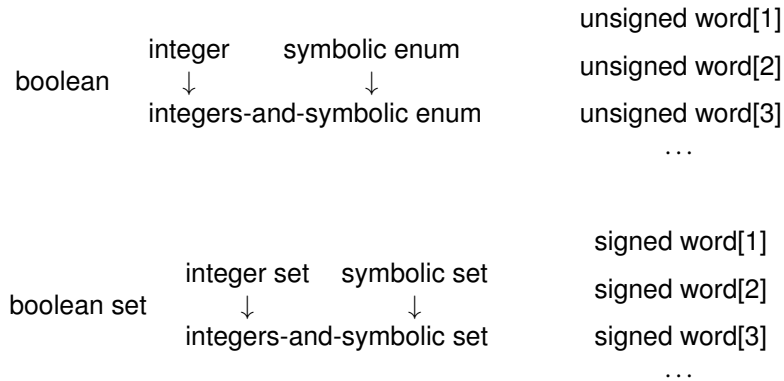 unsigned word[1]
integer symbolic enum
unsigned word[2]
boolean ↓ ↓
integers-and-symbolic enum unsigned word[3]
...
signed word[1]
integer set symbolic set
signed word[2]
boolean set ↓ ↓
integers-and-symbolic set signed word[3]
...